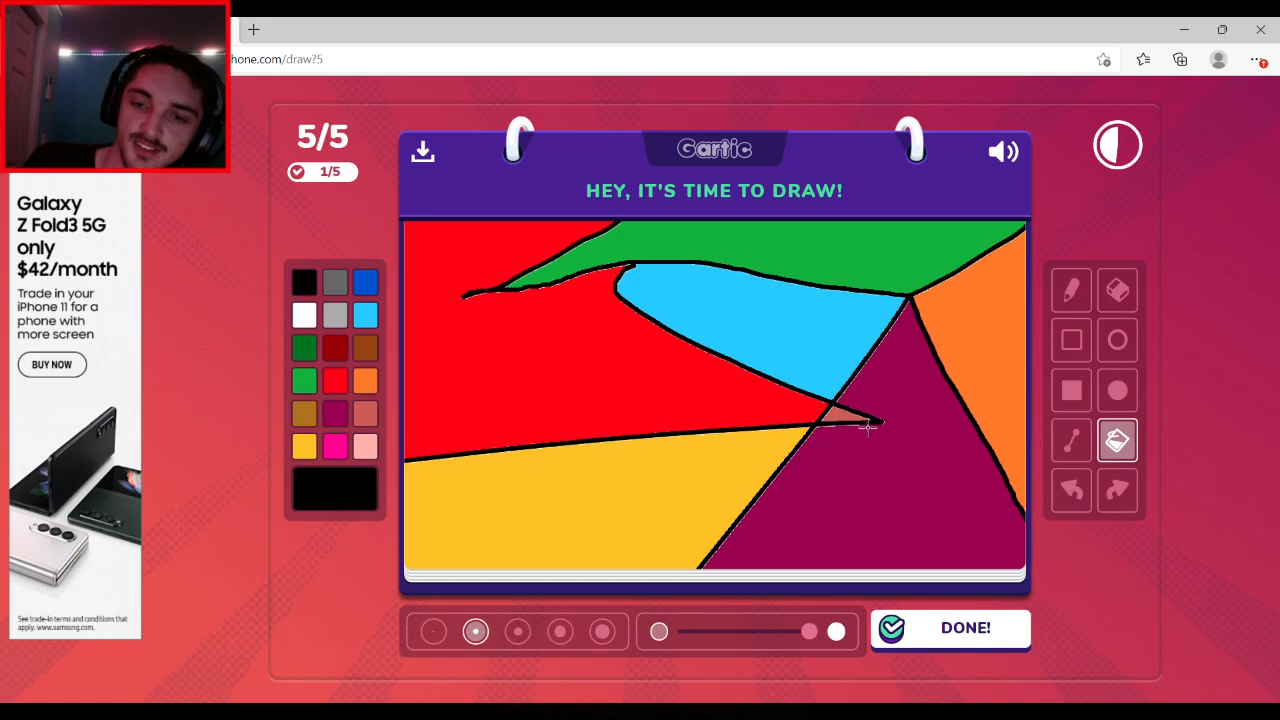 hone.com/draw?5
5/5
1/5
Gartic
HEY, IT'S TIME TO DRAW!
Galaxy
Z Fold3 5G
only
$42/month
Trade in your
iPhone 11 for a
phone with
more screen
BUY NOW
See trade-in terms and conditions that
apply. www.samsung.com.
DONE!